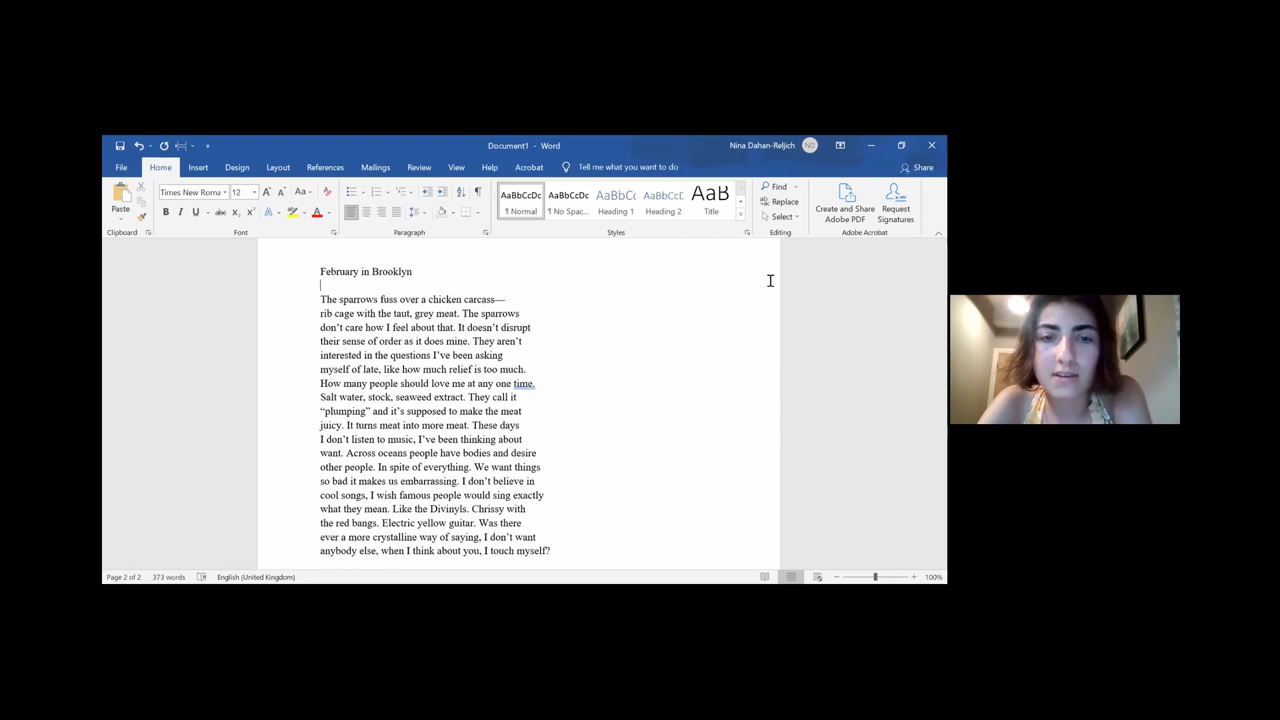 Document1 - Word
Nina Dahan-Reljich
ND
File
Home
Insert
Design
Layout
References
Mailings
Review
View
Help
Acrobat
Tell me what you want to do
Share
Paste
Clipboard
Times New Roma
12
Aa
B I U abc x₂ x²
Font
Paragraph
AaBbCcDc
¶ Normal
AaBbCcDc
¶ No Spac...
AaBbCc
Heading 1
AaBbCcC
Heading 2
AaB
Title
Styles
Find
Replace
Select
Editing
Create and Share
Adobe PDF
Request
Signatures
Adobe Acrobat
February in Brooklyn
The sparrows fuss over a chicken carcass—
rib cage with the taut, grey meat. The sparrows
don’t care how I feel about that. It doesn’t disrupt
their sense of order as it does mine. They aren’t
interested in the questions I’ve been asking
myself of late, like how much relief is too much.
How many people should love me at any one time.
Salt water, stock, seaweed extract. They call it
“plumping” and it’s supposed to make the meat
juicy. It turns meat into more meat. These days
I don’t listen to music, I’ve been thinking about
want. Across oceans people have bodies and desire
other people. In spite of everything. We want things
so bad it makes us embarrassing. I don’t believe in
cool songs, I wish famous people would sing exactly
what they mean. Like the Divinyls. Chrissy with
the red bangs. Electric yellow guitar. Was there
ever a more crystalline way of saying, I don’t want
anybody else, when I think about you, I touch myself?
Page 2 of 2
373 words
English (United Kingdom)
100%